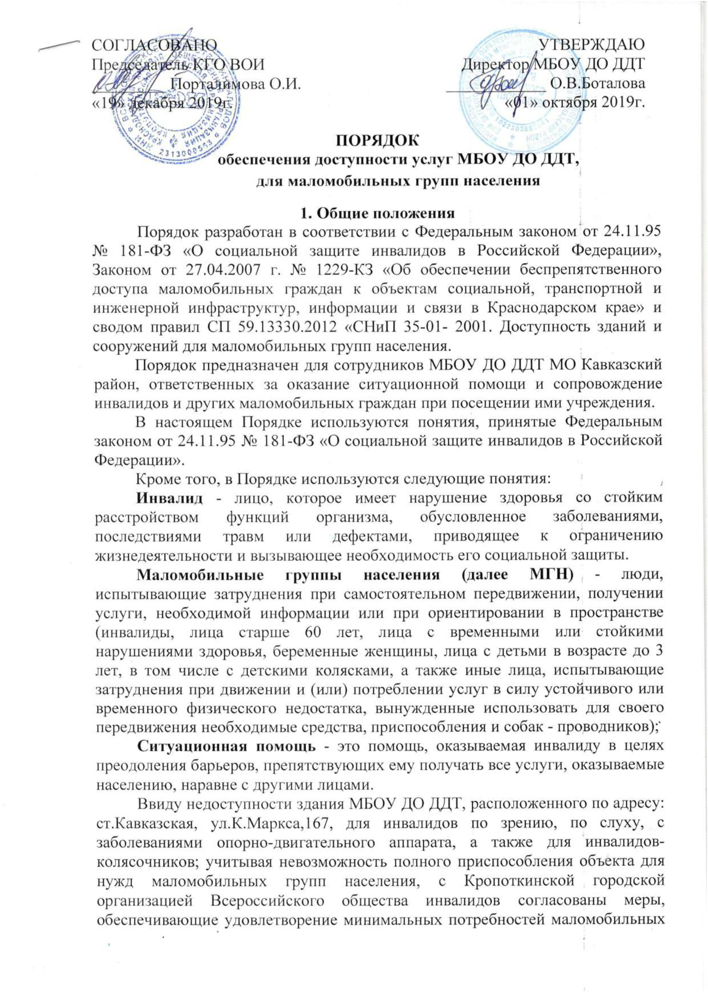 СОГЛАСОВАНО
Председатель КГО ВОИ
Порталимова О.И.
«19» декабря 2019г.
УТВЕРЖДАЮ
Директор МБОУ ДО ДДТ
О.В.Боталова
«01» октября 2019г.
ПОРЯДОК
обеспечения доступности услуг МБОУ ДО ДДТ,
для маломобильных групп населения
1. Общие положения
Порядок разработан в соответствии с Федеральным законом от 24.11.95
№ 181-ФЗ «О социальной защите инвалидов в Российской Федерации»,
Законом от 27.04.2007 г. № 1229-КЗ «Об обеспечении беспрепятственного
доступа маломобильных граждан к объектам социальной, транспортной и
инженерной инфраструктур, информации и связи в Краснодарском крае» и
сводом правил СП 59.13330.2012 «СНиП 35-01- 2001. Доступность зданий и
сооружений для маломобильных групп населения.
Порядок предназначен для сотрудников МБОУ ДО ДДТ МО Кавказский
район, ответственных за оказание ситуационной помощи и сопровождение
инвалидов и других маломобильных граждан при посещении ими учреждения.
В настоящем Порядке используются понятия, принятые Федеральным
законом от 24.11.95 № 181-ФЗ «О социальной защите инвалидов в Российской
Федерации».
Кроме того, в Порядке используются следующие понятия:
Инвалид - лицо, которое имеет нарушение здоровья со стойким
расстройством функций организма, обусловленное заболеваниями,
последствиями травм или дефектами, приводящее к ограничению
жизнедеятельности и вызывающее необходимость его социальной защиты.
Маломобильные группы населения (далее МГН) - люди,
испытывающие затруднения при самостоятельном передвижении, получении
услуги, необходимой информации или при ориентировании в пространстве
(инвалиды, лица старше 60 лет, лица с временными или стойкими
нарушениями здоровья, беременные женщины, лица с детьми в возрасте до 3
лет, в том числе с детскими колясками, а также иные лица, испытывающие
затруднения при движении и (или) потреблении услуг в силу устойчивого или
временного физического недостатка, вынужденные использовать для своего
передвижения необходимые средства, приспособления и собак - проводников);
Ситуационная помощь - это помощь, оказываемая инвалиду в целях
преодоления барьеров, препятствующих ему получать все услуги, оказываемые
населению, наравне с другими лицами.
Ввиду недоступности здания МБОУ ДО ДДТ, расположенного по адресу:
ст.Кавказская, ул.К.Маркса,167, для инвалидов по зрению, по слуху, с
заболеваниями опорно-двигательного аппарата, а также для инвалидов-
колясочников; учитывая невозможность полного приспособления объекта для
нужд маломобильных групп населения, с Кропоткинской городской
организацией Всероссийского общества инвалидов согласованы меры,
обеспечивающие удовлетворение минимальных потребностей маломобильных